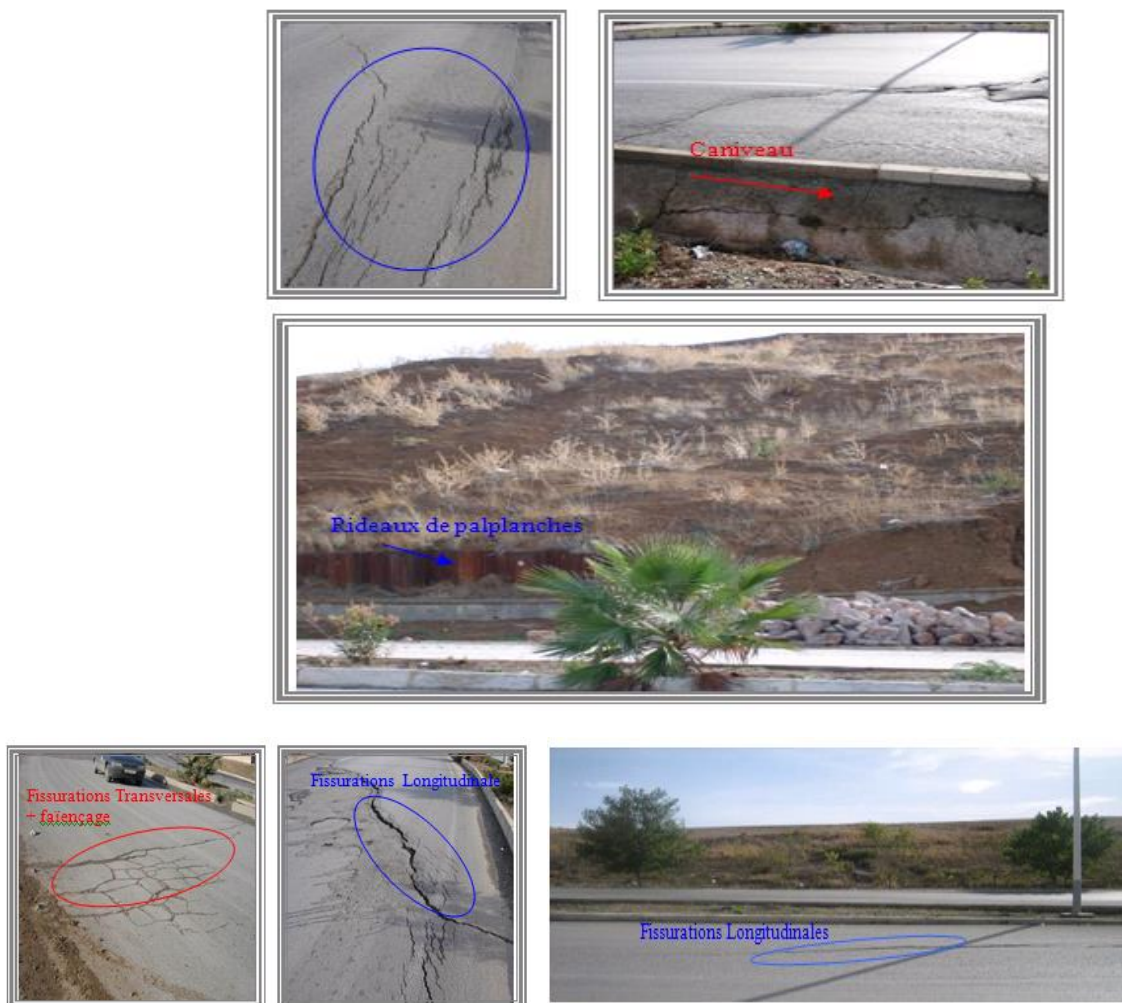 Caniveau
Rideaux de palplanches
Fissurations Transversales
+ faïençage
Fissurations Longitudinale
Fissurations Longitudinales